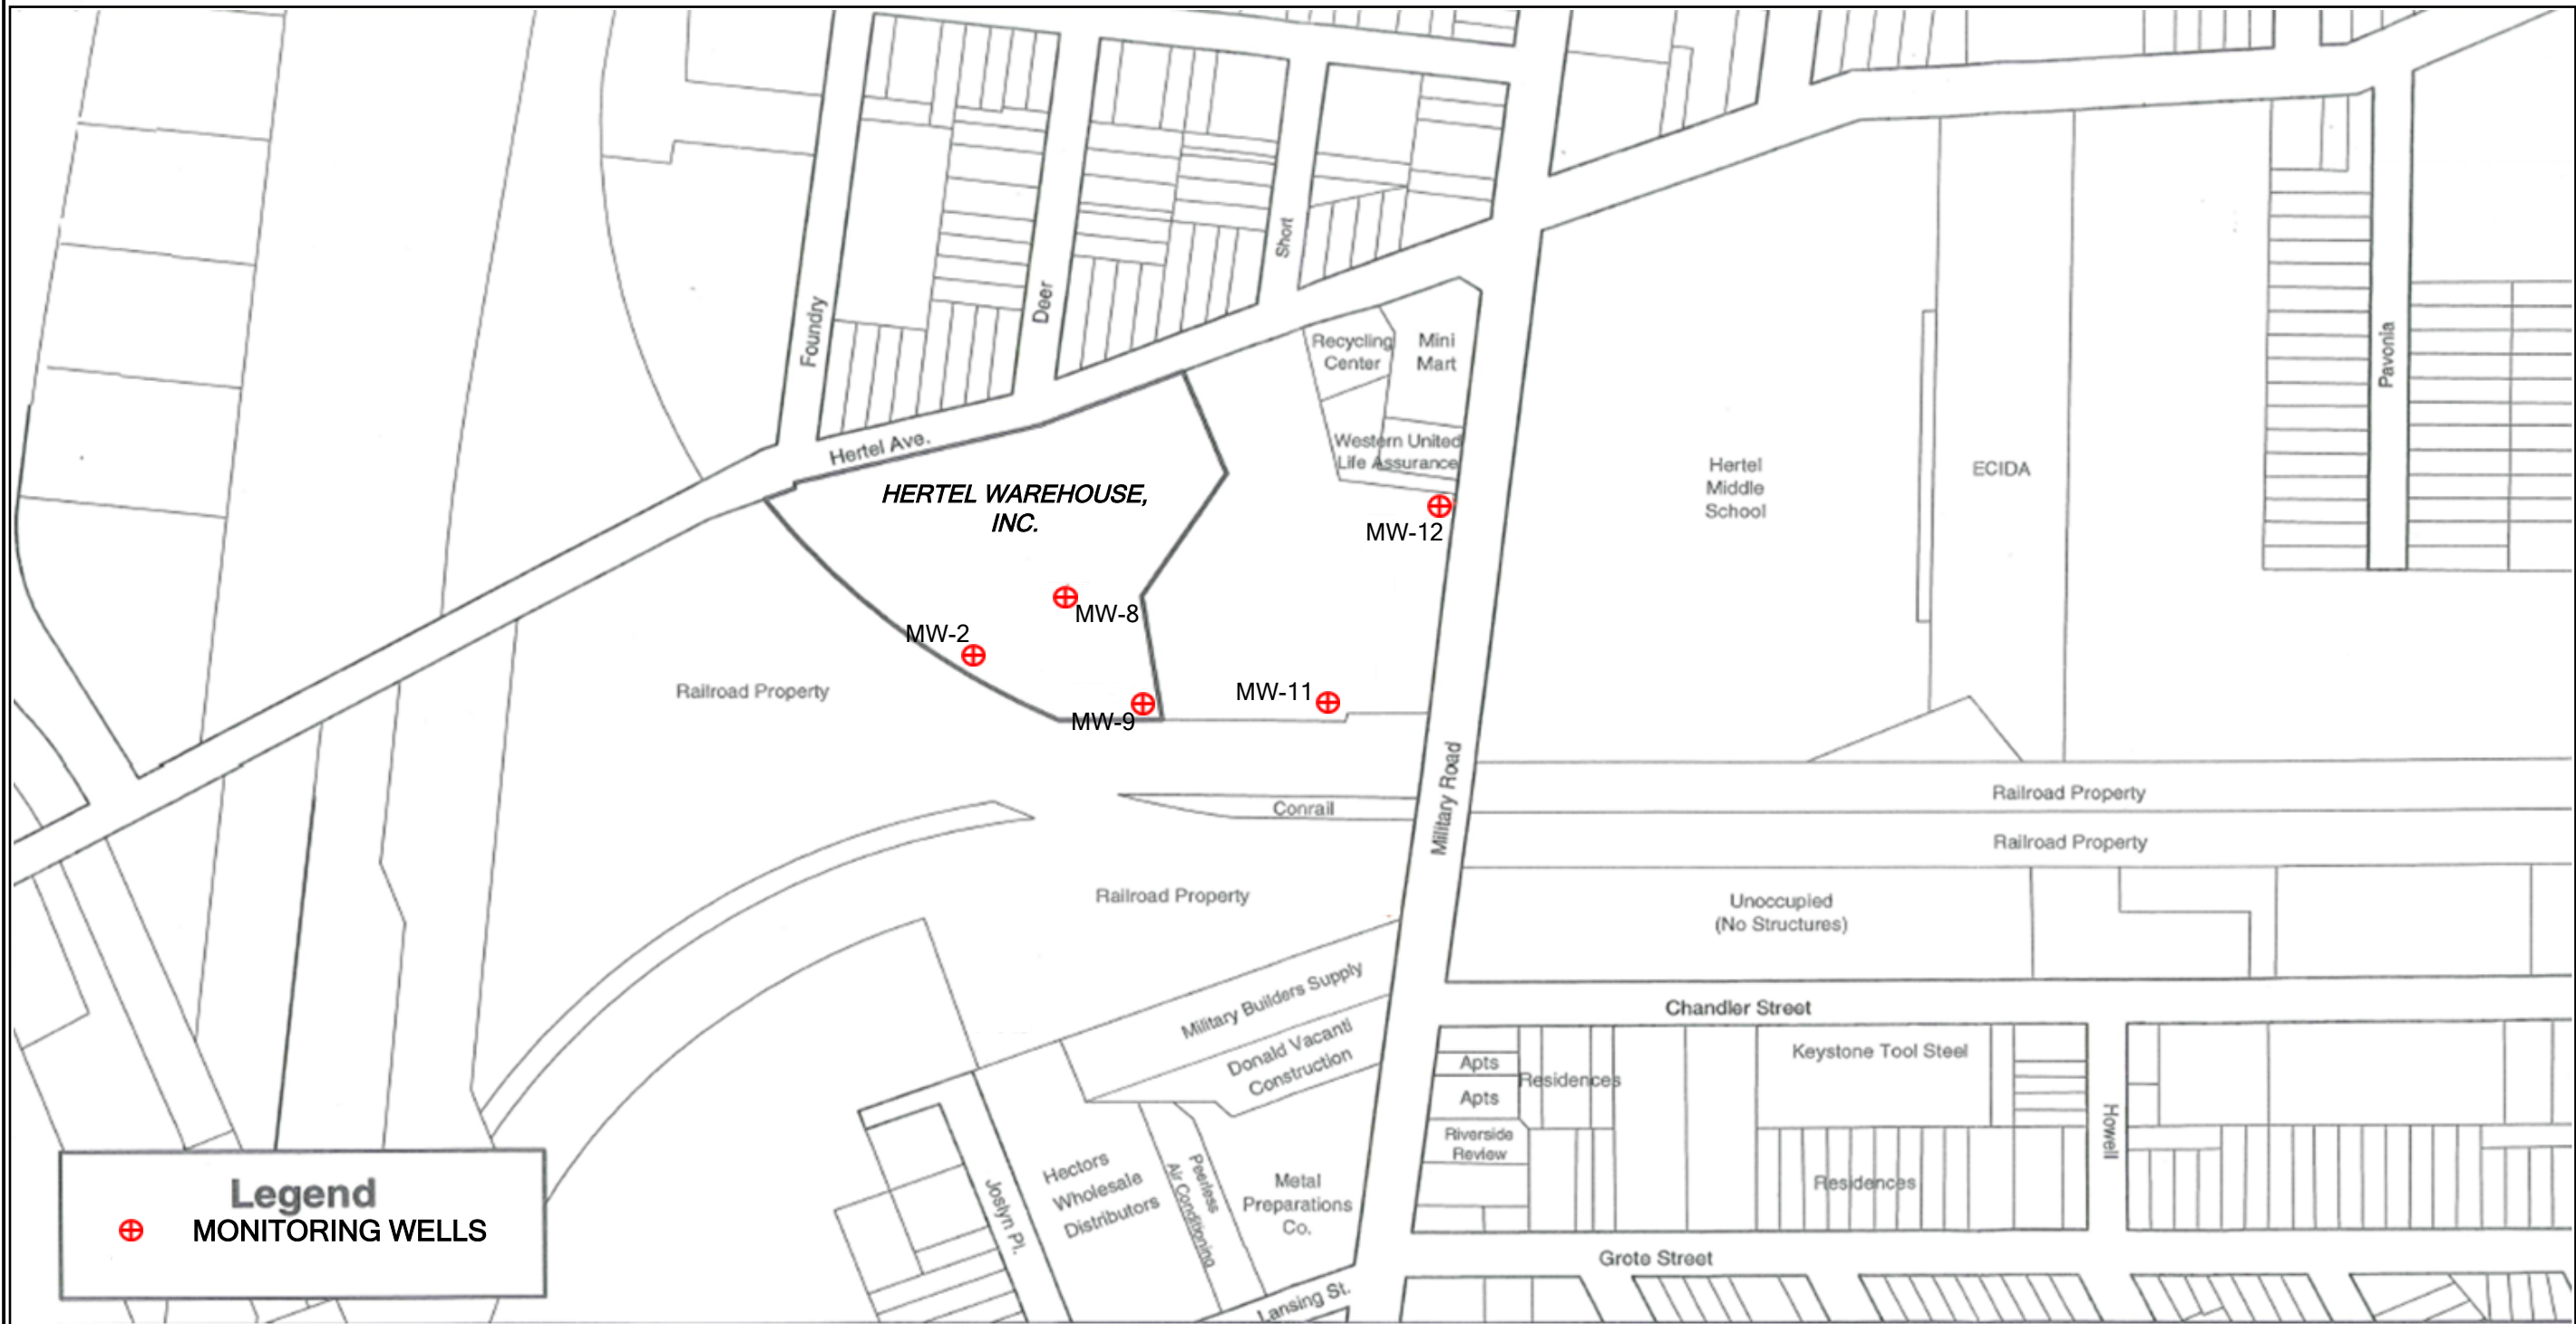 Short
Deer
Foundry
Pavonia
Recycling
Center
Mini
Mart
Hertel Ave.
Western United
Life Assurance
HERTEL WAREHOUSE,
INC.
Hertel
Middle
School
ECIDA
MW-12
MW-8
MW-2
MW-11
MW-9
Railroad Property
Military Road
Conrail
Railroad Property
Railroad Property
Railroad Property
Unoccupied
(No Structures)
Military Builders Supply
Donald Vacanti
Construction
Chandler Street
Apts
Apts
Residences
Keystone Tool Steel
Riverside
Review
Residences
Howell
Joslyn Pl.
Hectors
Wholesale
Distributors
Peerless
Air Conditioning
Metal
Preparations
Co.
Grote Street
Lansing St.
Legend
MONITORING WELLS